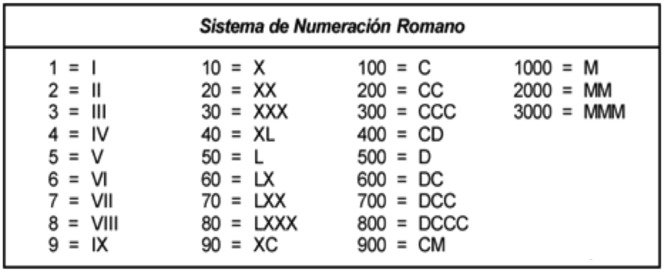 Sistema de Numeración Romano
1 = I 10 = X 100 = C 1000 = M
2 = II 20 = XX 200 = CC 2000 = MM
3 = III 30 = XXX 300 = CCC 3000 = MMM
4 = IV 40 = XL 400 = CD
5 = V 50 = L 500 = D
6 = VI 60 = LX 600 = DC
7 = VII 70 = LXX 700 = DCC
8 = VIII 80 = LXXX 800 = DCCC
9 = IX 90 = XC 900 = CM